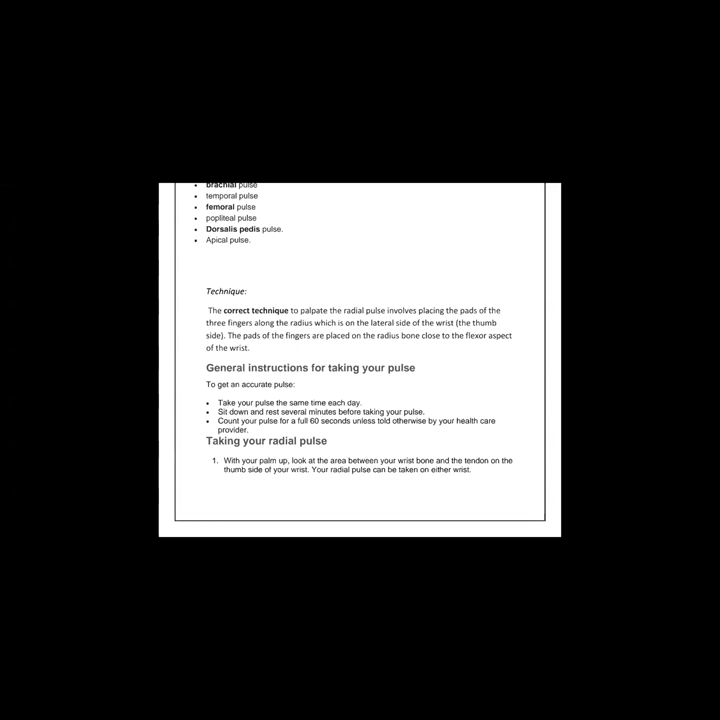 brachial pulse
temporal pulse
femoral pulse
popliteal pulse
Dorsalis pedis pulse.
Apical pulse.
Technique:
The correct technique to palpate the radial pulse involves placing the pads of the
three fingers along the radius which is on the lateral side of the wrist (the thumb
side). The pads of the fingers are placed on the radius bone close to the flexor aspect
of the wrist.
General instructions for taking your pulse
To get an accurate pulse:
Take your pulse the same time each day.
Sit down and rest several minutes before taking your pulse.
Count your pulse for a full 60 seconds unless told otherwise by your health care
provider.
Taking your radial pulse
1. With your palm up, look at the area between your wrist bone and the tendon on the
thumb side of your wrist. Your radial pulse can be taken on either wrist.